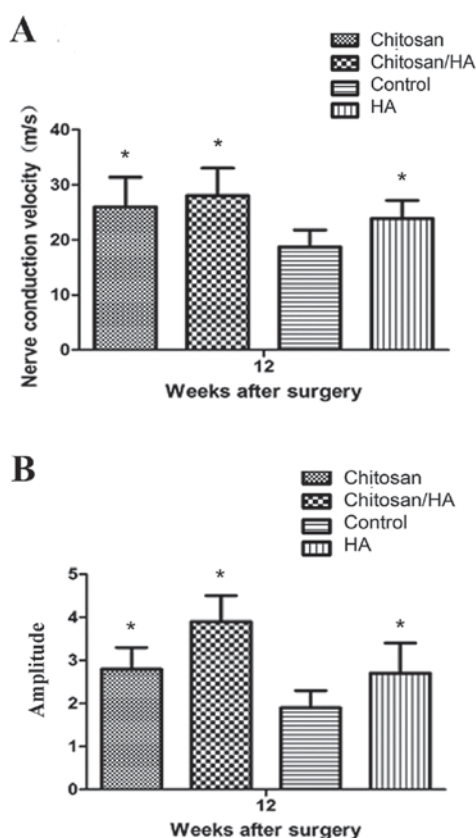 A
Chitosan
Chitosan/HA
Control
HA
Nerve conduction velocity (m/s)
40
30
20
10
0
* * *
12
Weeks after surgery
B
Chitosan
Chitosan/HA
Control
HA
Amplitude
5
4
3
2
1
0
* * *
12
Weeks after surgery